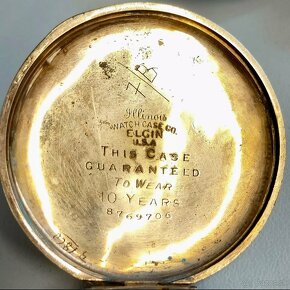 Illinois
WATCH CASE CO.
ELGIN
U.S.A
THIS CASE
GUARANTEED
TO WEAR
10 YEARS
8769706